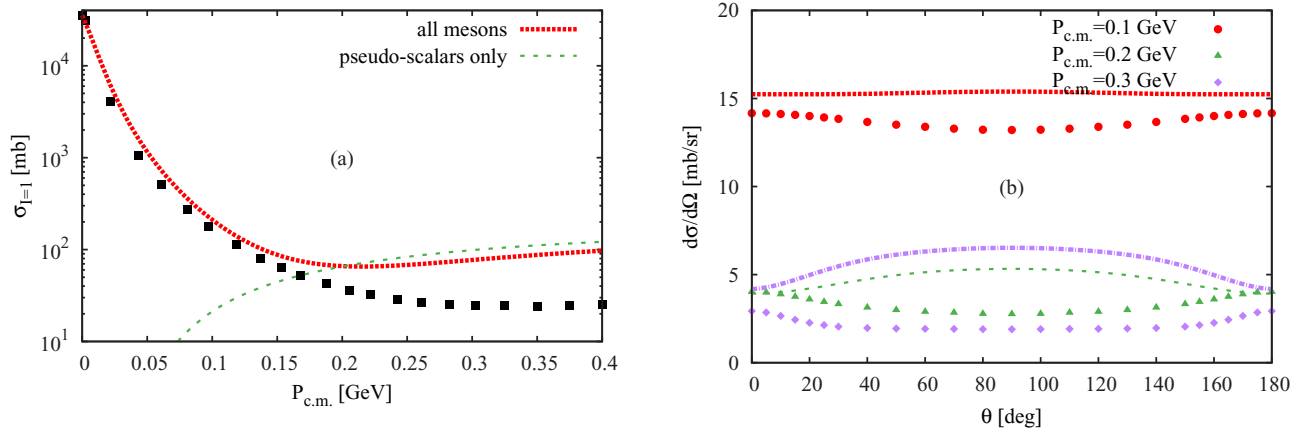 all mesons
pseudo-scalars only
(a)
σ_{I=1} [mb]
10^4
10^3
10^2
10^1
0 0.05 0.1 0.15 0.2 0.25 0.3 0.35 0.4
P_{c.m.} [GeV]
P_{c.m.}=0.1 GeV
P_{c.m.}=0.2 GeV
P_{c.m.}=0.3 GeV
(b)
dσ/dΩ [mb/sr]
20
15
10
5
0
0 20 40 60 80 100 120 140 160 180
θ [deg]